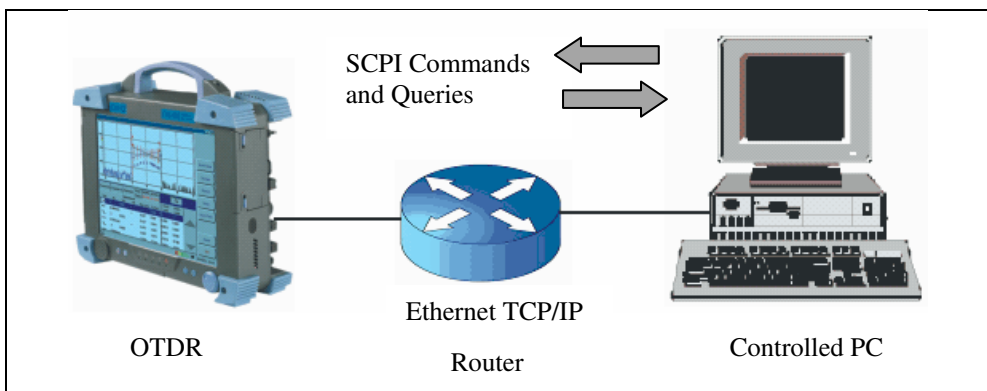 SCPI Commands
and Queries
Ethernet TCP/IP
OTDR
Router
Controlled PC